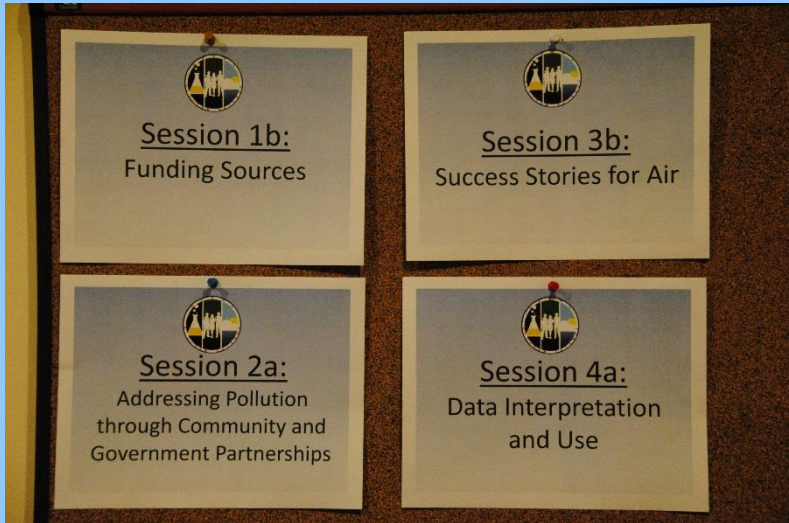 Session 1b:
Funding Sources
Session 3b:
Success Stories for Air
Session 2a:
Addressing Pollution
through Community and
Government Partnerships
Session 4a:
Data Interpretation
and Use